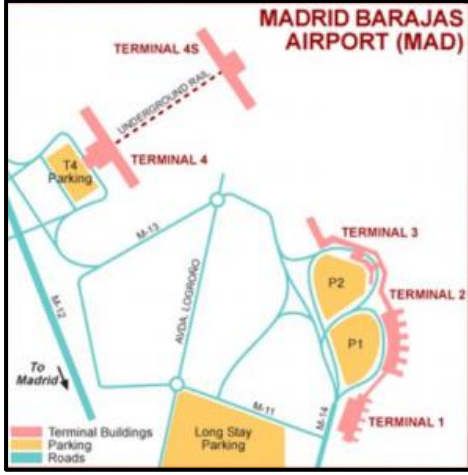 MADRID BARAJAS
AIRPORT (MAD)
TERMINAL 4S
UNDERGROUND RAIL
TERMINAL 4
T4
Parking
M-13
AVDA. LOGROÑO
TERMINAL 3
P2
TERMINAL 2
M-12
P1
To
Madrid
M-11
M-14
TERMINAL 1
Terminal Buildings
Parking
Roads
Long Stay
Parking